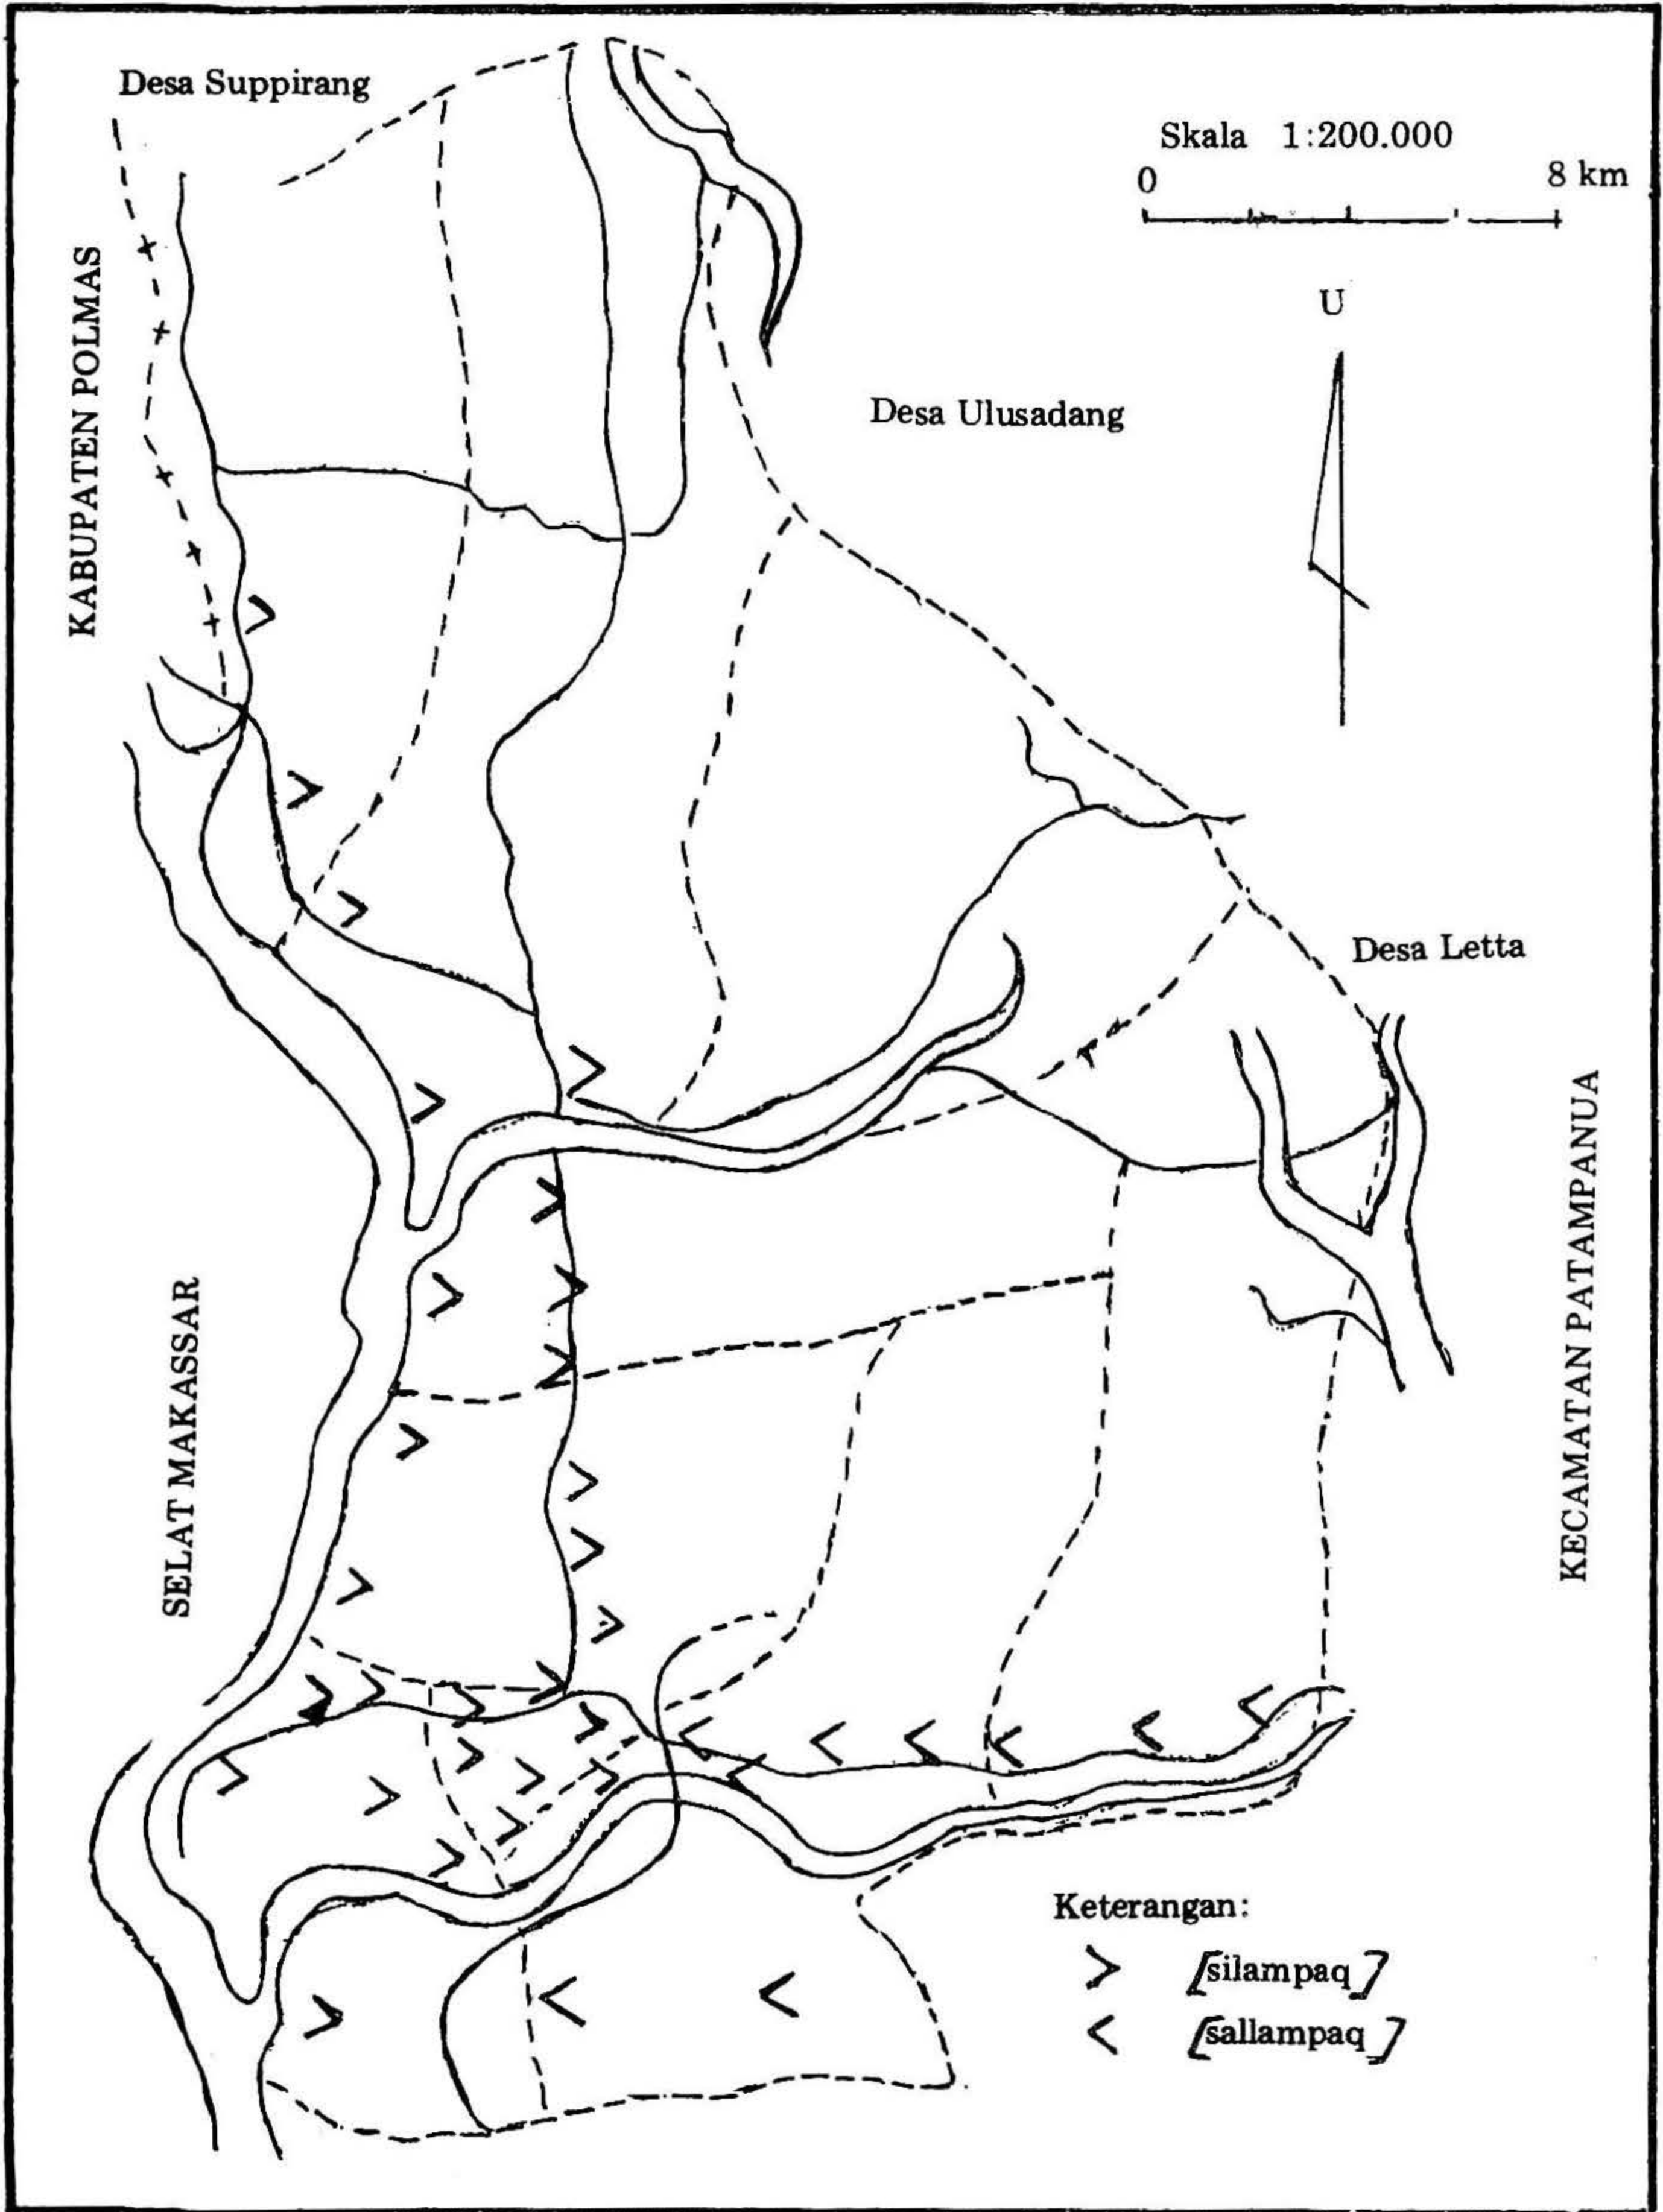 Desa Suppirang
Skala 1:200.000
0 8 km
U
KABUPATEN POLMAS
Desa Ulusadang
Desa Letta
SELAT MAKASSAR
KECAMATAN PATAMPANUA
Keterangan:
> [silampaq]
< [sallampaq]